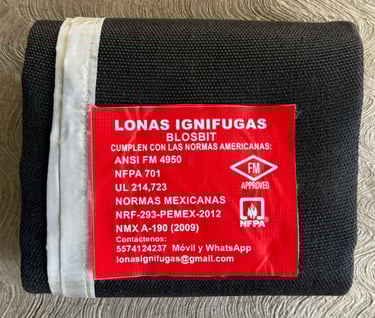 LONAS IGNIFUGAS
BLOSBIT
CUMPLEN CON LAS NORMAS AMERICANAS:
ANSI FM 4950
NFPA 701
UL 214,723
FM
APPROVED
NORMAS MEXICANAS
NRF-293-PEMEX-2012
NMX A-190 (2009)
NFPA
Contáctenos:
5574124237 Móvil y WhatsApp
lonasignifugas@gmail.com